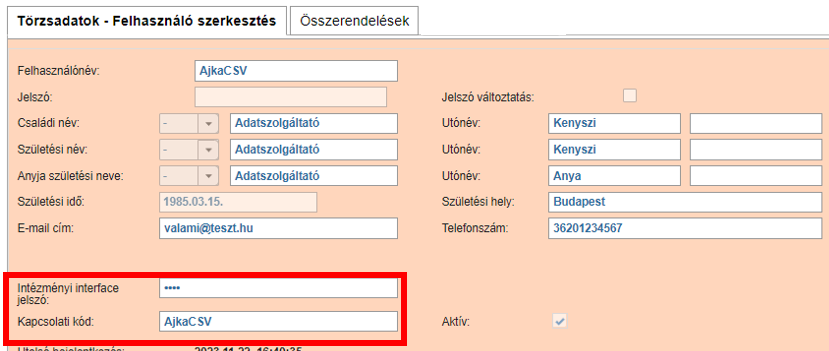 Törzsadatok - Felhasználó szerkesztés Összerendelések
Felhasználónév: AjkaCSV
Jelszó: Jelszó változtatás:
Családi név: - Adatszolgáltató Utónév: Kenyszi
Születési név: - Adatszolgáltató Utónév: Kenyszi
Anyja születési neve: - Adatszolgáltató Utónév: Anya
Születési idő: 1985.03.15. Születési hely: Budapest
E-mail cím: valami@teszt.hu Telefonszám: 36201234567
Intézményi interface
jelszó: ••••
Kapcsolati kód: AjkaCSV Aktív:
Utolsó bejelentkezés: 2023.11.22. 16:40:35